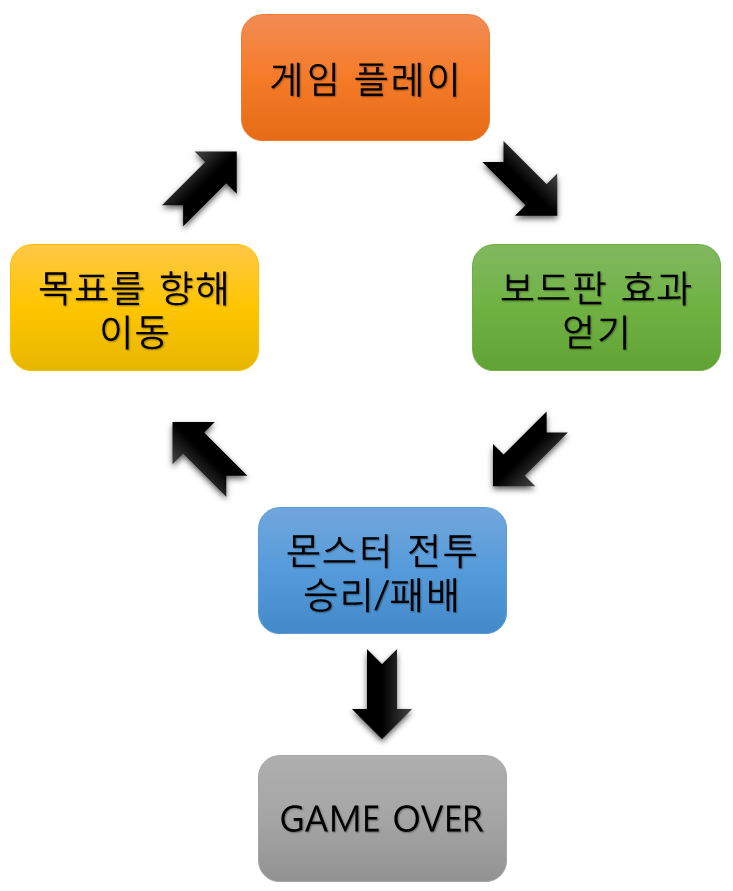 게임 플레이
목표를 향해
이동
보드판 효과
얻기
몬스터 전투
승리/패배
GAME OVER